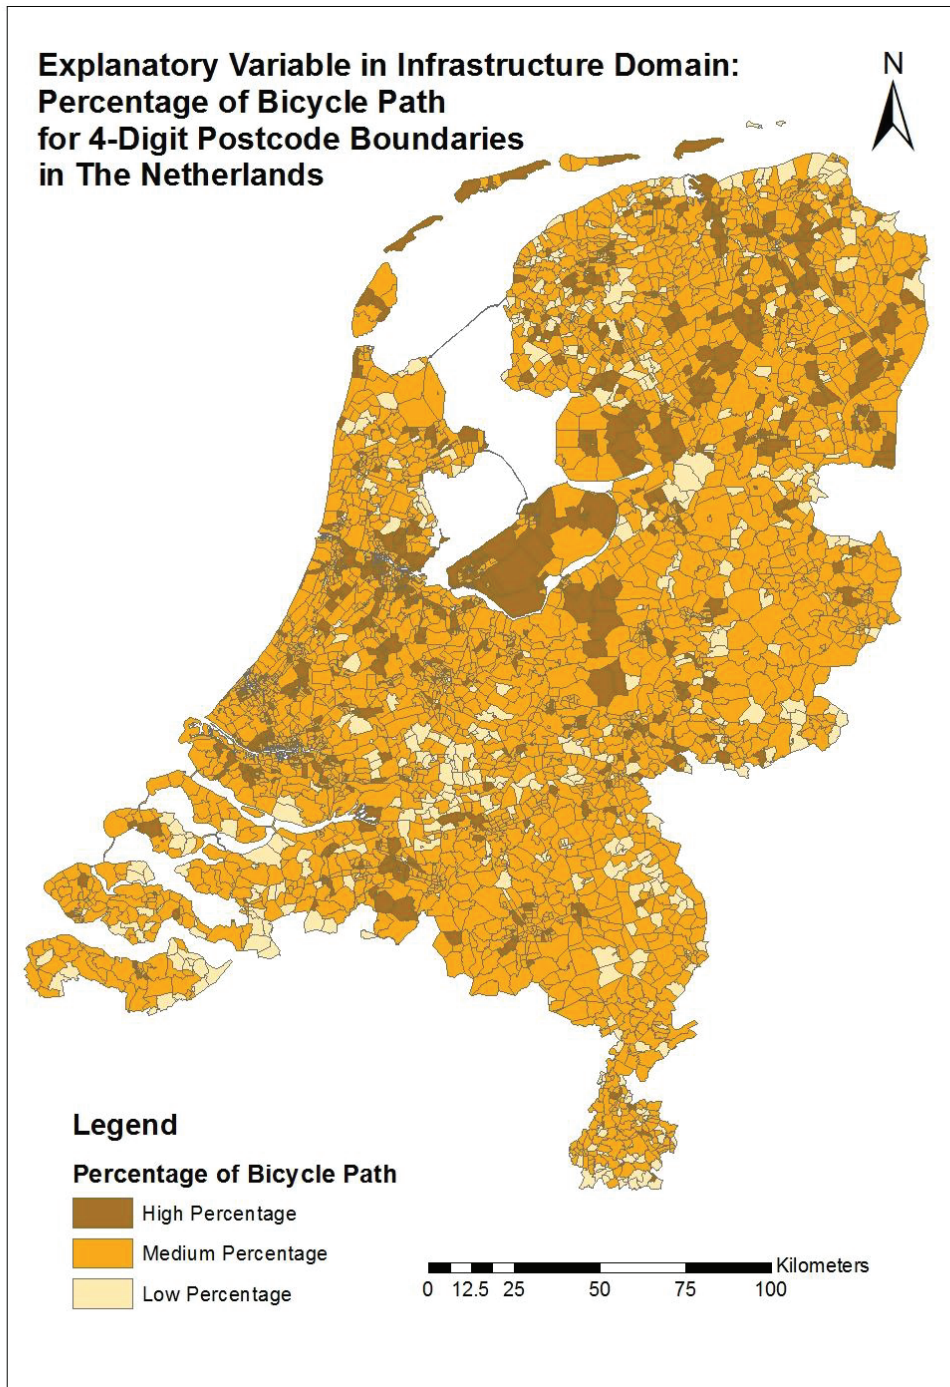 Explanatory Variable in Infrastructure Domain:
Percentage of Bicycle Path
for 4-Digit Postcode Boundaries
in The Netherlands
N
Legend
Percentage of Bicycle Path
High Percentage
Medium Percentage
Low Percentage
Kilometers
0 12.5 25 50 75 100